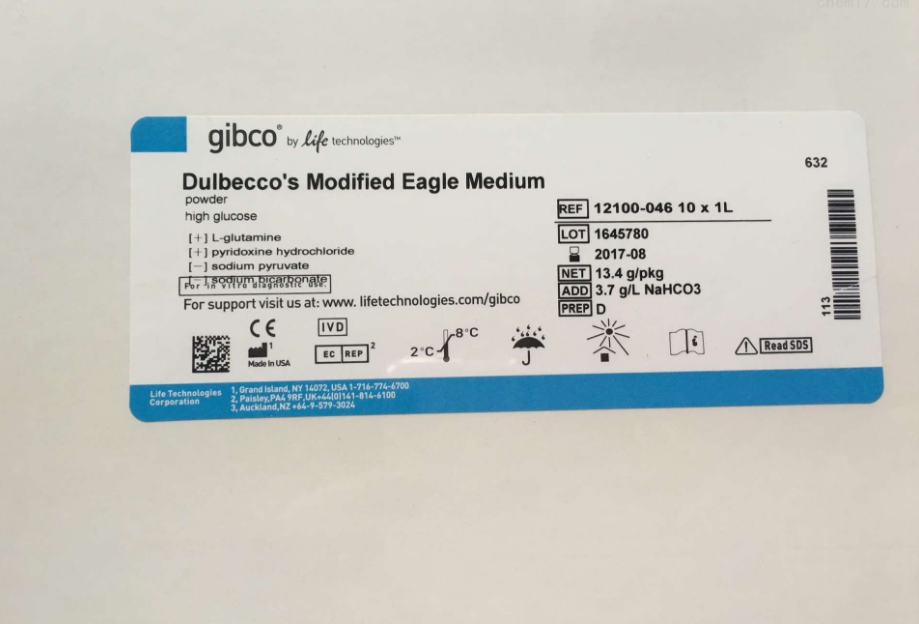 chem17.com
gibco® by life technologies™
632
Dulbecco's Modified Eagle Medium
powder
high glucose
[+] L-glutamine
[+] pyridoxine hydrochloride
[−] sodium pyruvate
[−] sodium bicarbonate
For in vitro diagnostic use.
For support visit us at: www. lifetechnologies.com/gibco
REF 12100-046 10 x 1L
LOT 1645780
2017-08
NET 13.4 g/pkg
ADD 3.7 g/L NaHCO3
PREP D
113
CE
IVD
1
Made in USA
EC REP 2
2°C
8°C
i
Read SDS
Life Technologies Corporation
1, Grand Island, NY 14072, USA 1-716-774-6700
2, Paisley,PA4 9RF,UK+44(0)141-814-6100
3, Auckland,NZ +64-9-579-3024